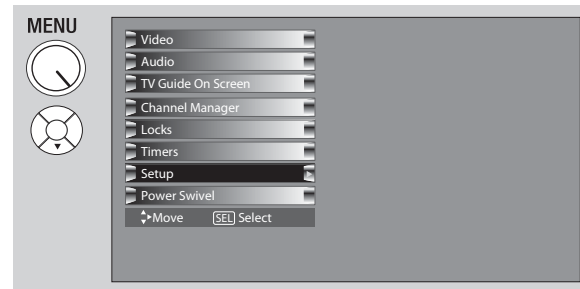 MENU
Video
Audio
TV Guide On Screen
Channel Manager
Locks
Timers
Setup
Power Swivel
Move SEL Select